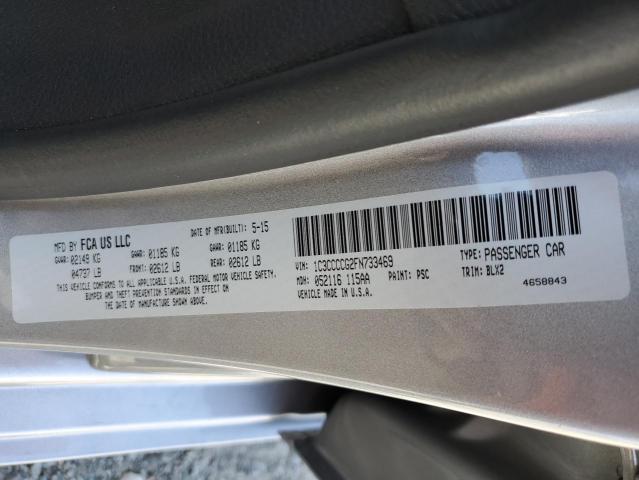 MFD BY FCA US LLC DATE OF MFR(BUILT): 5-15
GVWR: 02149 KG GAWR: 01185 KG GAWR: 01185 KG
04737 LB FRONT: 02612 LB REAR: 02612 LB
THIS VEHICLE CONFORMS TO ALL APPLICABLE U.S.A. FEDERAL MOTOR VEHICLE SAFETY,
BUMPER AND THEFT PREVENTION STANDARDS IN EFFECT ON
THE DATE OF MANUFACTURE SHOWN ABOVE.
VIN: 1C3CCCCG2FN733469 TYPE: PASSENGER CAR
MDH: 052116 115AA PAINT: PSC TRIM: BLX2
VEHICLE MADE IN U.S.A. 4658843